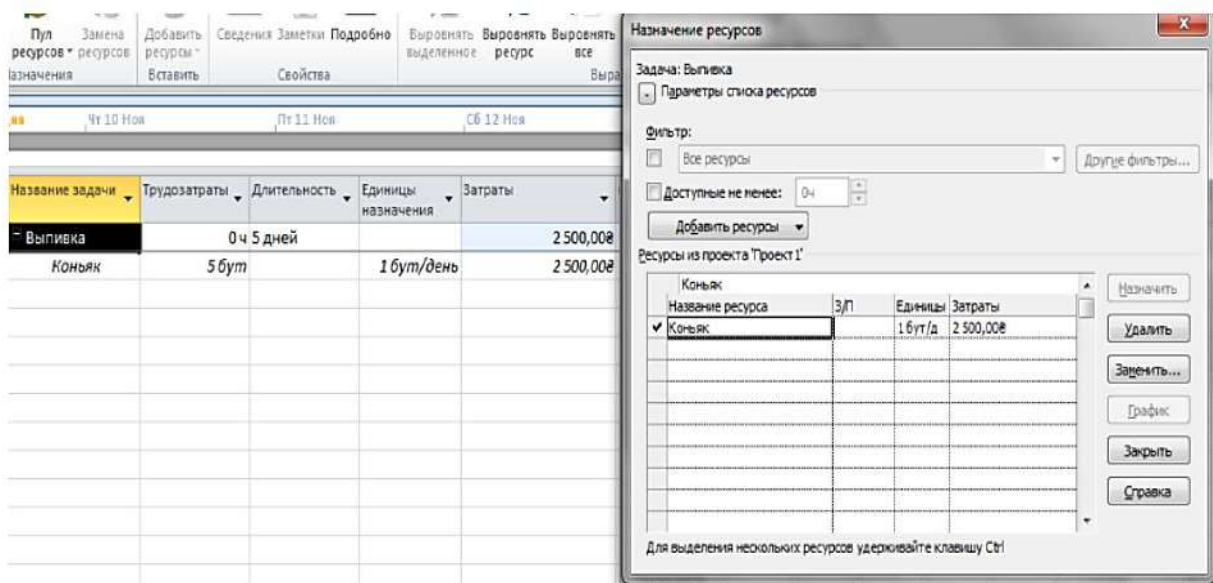 Пул ресурсов
Замена ресурсов
Добавить ресурсы
Сведения Заметки Подробно
Выровнять выделенное
Выровнять ресурс
Выровнять все
Вставить
Свойства
Чт 10 Ноя
Пт 11 Ноя
Сб 12 Ноя
Название задачи
Трудозатраты
Длительность
Единицы назначения
Затраты
Выпивка 0 ч 5 дней 2 500,00₴
Коньяк 5 бут 1 бут/день 2 500,00₴
Назначение ресурсов
X
Задача: Выпивка
- Параметры списка ресурсов
Фильтр:
Все ресурсы
Другие фильтры...
Доступные не менее: 0ч
Добавить ресурсы
Ресурсы из проекта 'Проект1'
Коньяк
Название ресурса З/П Единицы Затраты
✔ Коньяк 1 бут/д 2 500,00₴
Назначить
Удалить
Заменить...
График
Закрыть
Справка
Для выделения нескольких ресурсов удерживайте клавишу Ctrl